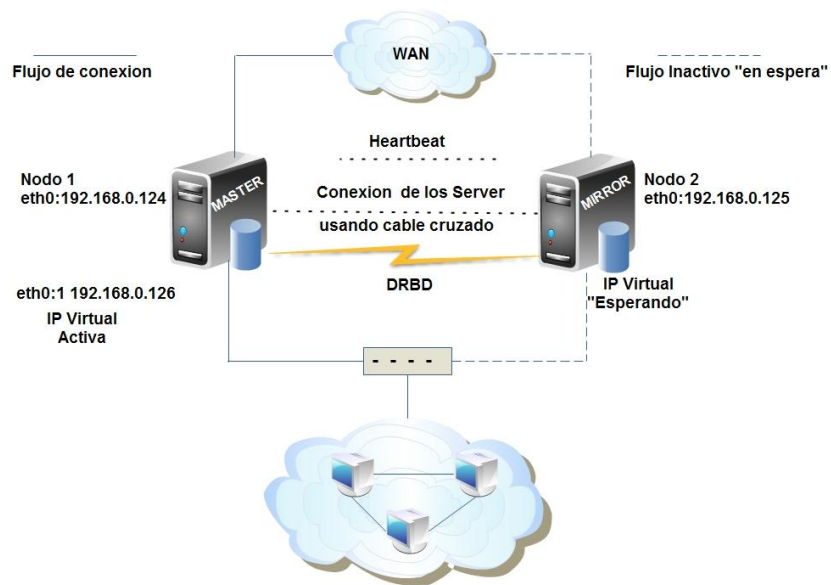 WAN
Flujo de conexion
Flujo Inactivo "en espera"
Heartbeat
Nodo 1
eth0:192.168.0.124
MASTER
Conexion de los Server
usando cable cruzado
MIRROR
Nodo 2
eth0:192.168.0.125
DRBD
eth0:1 192.168.0.126
IP Virtual
Activa
IP Virtual
"Esperando"